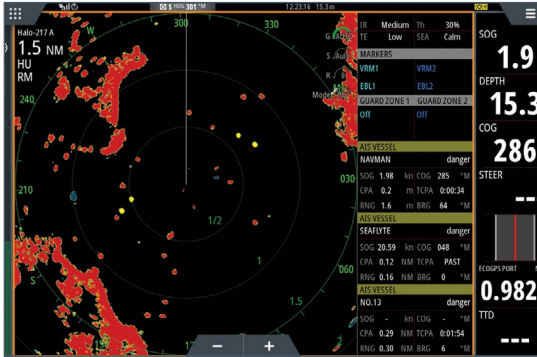 S HDG 301 °M
12:23:16 15.3 m
Halo-217 A
1.5 NM
HU
RM
W
300
330
240
210
030
060
S
1/2
1
1.5
IR Medium Th 30%
TE Low SEA Calm
MARKERS
VRM1 VRM2
EBL1 EBL2
GUARD ZONE 1 GUARD ZONE 2
Off Off
AIS VESSEL
NAVMAN danger
SOG 1.98 kn COG 285 °M
CPA 0.2 m TCPA 0:00:34
RNG 1.6 m BRG 64 °M
AIS VESSEL
SEAFLYTE danger
SOG 20.59 kn COG 048 °M
CPA 0.12 NM TCPA PAST
RNG 0.16 NM BRG 0 °M
AIS VESSEL
NO.13 danger
SOG - kn COG - °M
CPA 0.29 NM TCPA 0:01:54
RNG 0.30 NM BRG 6 °M
SOG
1.9
DEPTH
15.3
COG
286
STEER
--
ECOGPS PORT
0.982
TTD
---
− +